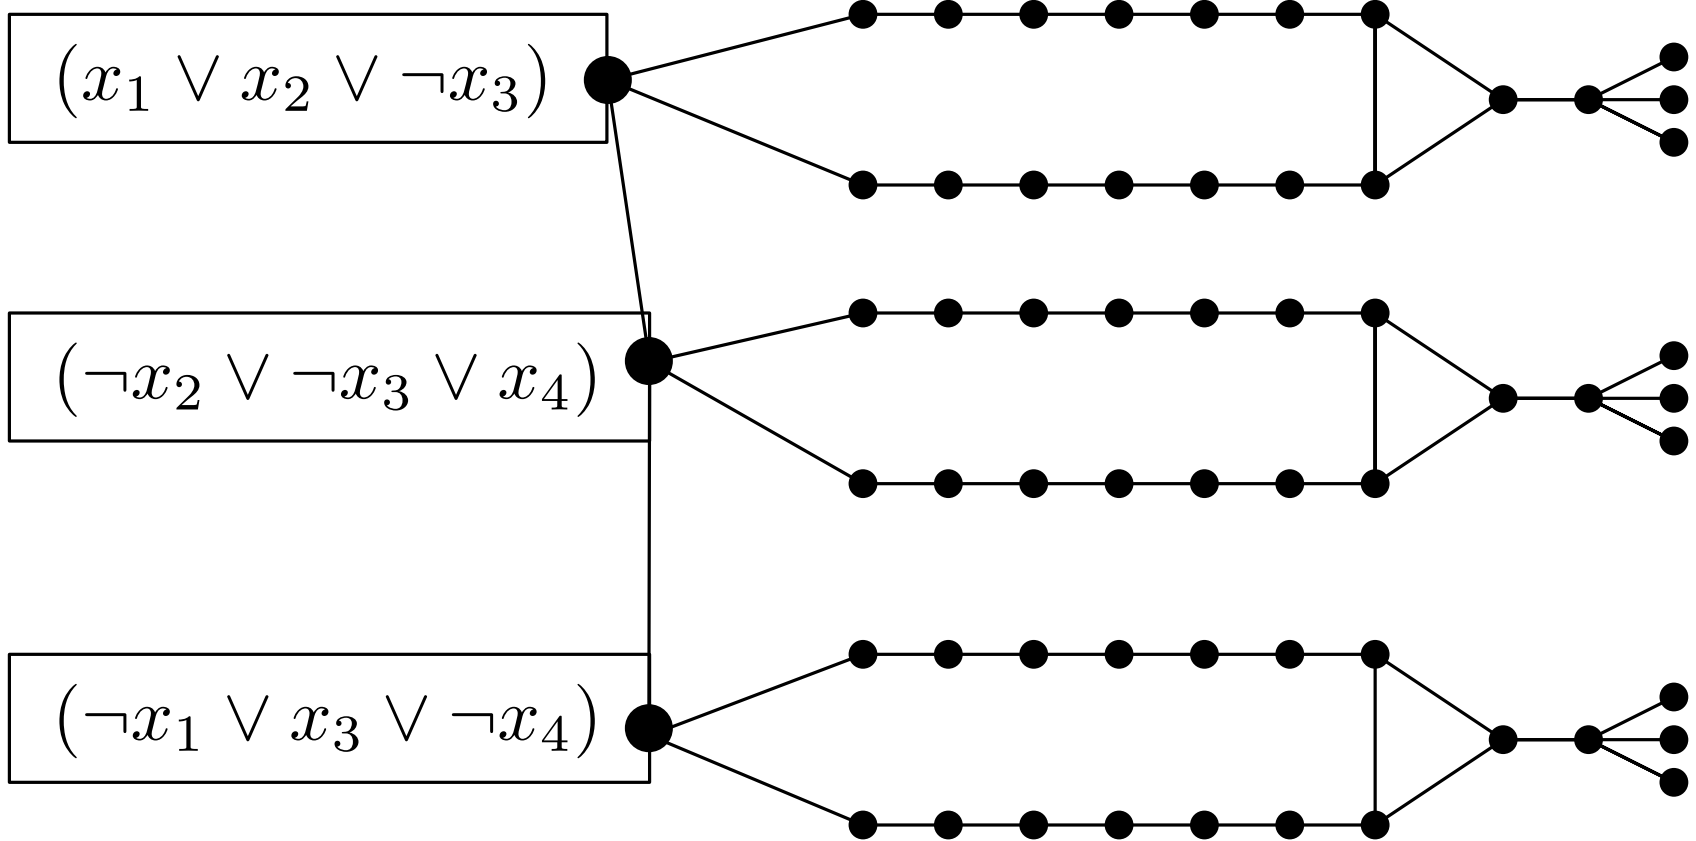 (x₁ ∨ x₂ ∨ ¬x₃)
(¬x₂ ∨ ¬x₃ ∨ x₄)
(¬x₁ ∨ x₃ ∨ ¬x₄)